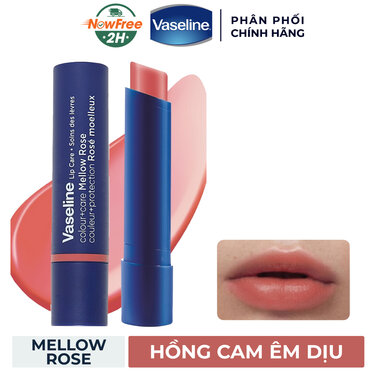 NowFree
2H
Vaseline
PHÂN PHỐI
CHÍNH HÃNG
Vaseline
Lip Care • Soins des lèvres
colour+care Mellow Rose
couleur+protection Rosé moelleux
MELLOW
ROSE
HỒNG CAM ÊM DỊU